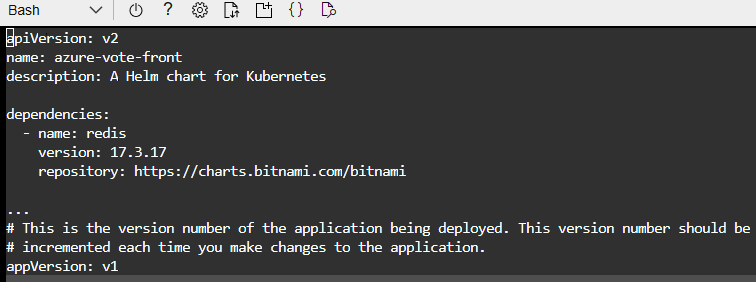 Bash
? {}
apiVersion: v2
name: azure-vote-front
description: A Helm chart for Kubernetes
dependencies:
- name: redis
version: 17.3.17
repository: https://charts.bitnami.com/bitnami
...
# This is the version number of the application being deployed. This version number should be
# incremented each time you make changes to the application.
appVersion: v1